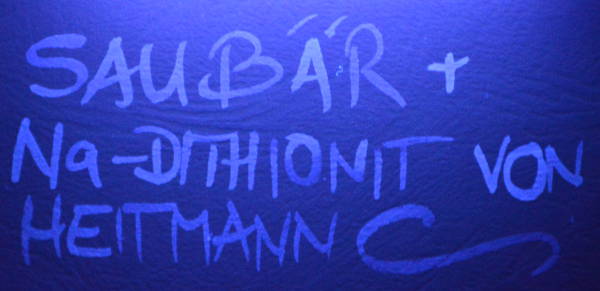 SAUBÄR +
Na-DITHIONIT VON
HEITMANN